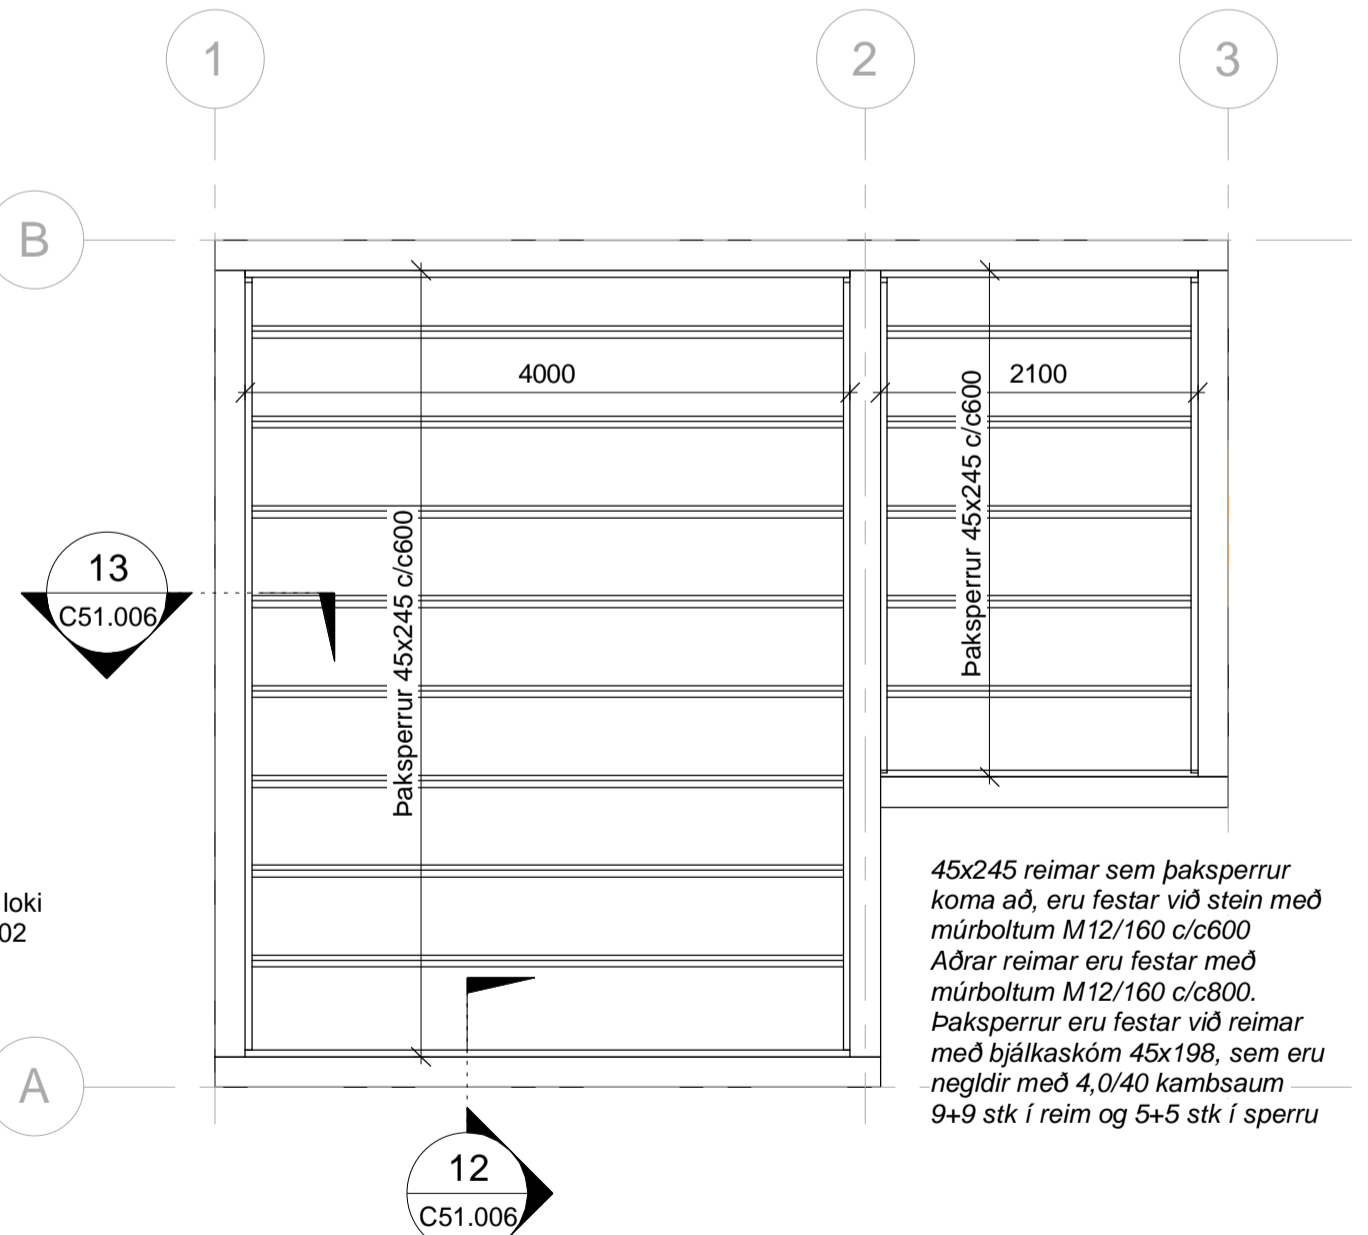 1
2
3
B
4000
2100
Þaksperrur 45x245 c/c600
Þaksperrur 45x245 c/c600
13
C51.006
loki
02
45x245 reimar sem þaksperrur
koma að, eru festar við stein með
múrboltum M12/160 c/c600
Aðrar reimar eru festar með
múrboltum M12/160 c/c800.
Þaksperrur eru festar við reimar
með bjálkaskóm 45x198, sem eru
negldir með 4,0/40 kambsaum
9+9 stk í reim og 5+5 stk í sperru
A
12
C51.006